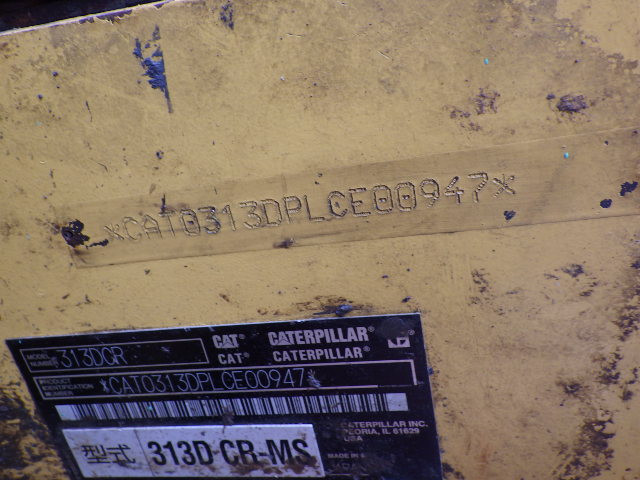 *CAT0313DPLCE00947*
CAT® CATERPILLAR®
MODEL NUMBER 313DCR
CAT® CATERPILLAR®
PRODUCT IDENTIFICATION NUMBER *CAT0313DPLCE00947*
CATERPILLAR INC.
PEORIA, IL 61629
USA
型式 313D CR-MS
MADE IN